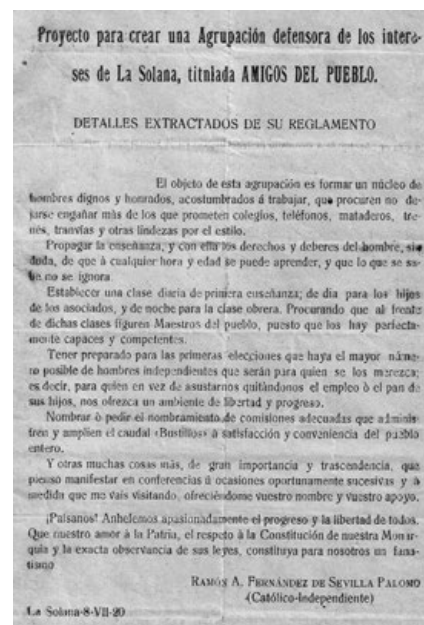 Proyecto para crear una Agrupación defensora de los intere-
ses de La Solana, titnlada AMIGOS DEL PUEBLO.
DETALLES EXTRACTADOS DE SU REGLAMENTO
El objeto de esta agrupación es formar un núcleo de
hombres dignos y honrados, acostumbrados á trabajar, que procuren no de-
jarse engañar más de los que prometen colegios, teléfonos, mataderos, tre-
nes, tranvías y otras lindezas por el estilo.
Propagar la enseñanza, y con ella los derechos y deberes del hombre, sin
duda, de que á cualquier hora y edad se puede aprender, y que lo que se sa-
be no se ignora.
Establecer una clase diaria de primera enseñanza; de dia para los hijos
de los asociados, y de noche para la clase obrera. Procurando que al frente
de dichas clases figuren Maestros del pueblo, puesto que los hay perfecta-
mente capaces y competentes.
Tener preparado para las primeras elecciones que haya el mayor núme-
ro posible de hombres independientes que serán para quien se los merezca;
es decir, para quien en vez de asustarnos quitándonos el empleo ò el pan de
sus hijos, nos ofrezca un ambiente de libertad y progreso.
Nombrar ò pedir el nombramiento de comisiones adecuadas que adminis-
tren y amplien el caudal «Bustillos» à satisfacción y conveniencia del pueblo
entero.
Y otras muchas cosas más, de gran importancia y trascendencia, que
pienso manifestar en conferencias ú ocasiones oportunamente sucesivas y à
medida que me vais visitando, ofreciéndome vuestro nombre y vuestro apoyo.
¡Paisanos! Anhelemos apasionadamente el progreso y la libertad de todos.
Que nuestro amor á la Patria, el respeto à la Constitución de nuestra Monar-
quia y la exacta observancia de sus leyes, constituya para nosotros un fana-
tismo
RAMÓN A. FERNÁNDEZ DE SEVILLA PALOMO
(Católico-Independiente)
La Solana-8-VII-20